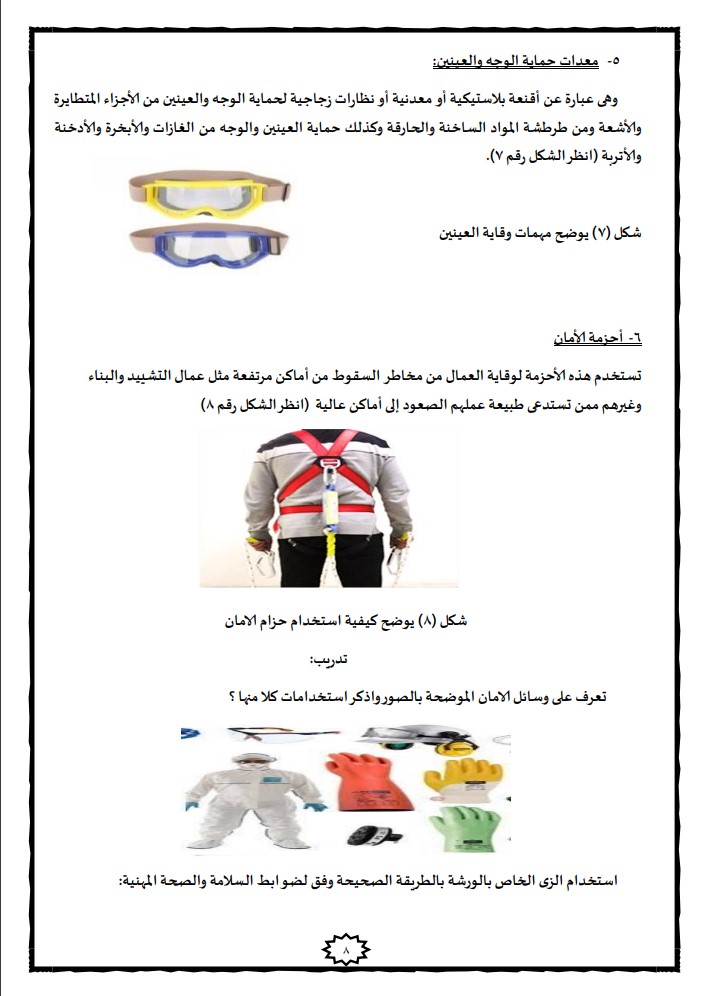 ٥- معدات حماية الوجه والعينين:
وهى عبارة عن أقنعة بلاستيكية أو معدنية أو نظارات زجاجية لحماية الوجه والعينين من الأجزاء المتطايرة
والأشعة ومن طرطشة المواد الساخنة والحارقة وكذلك حماية العينين والوجه من الغازات والأبخرة والأدخنة
والأتربة (انظر الشكل رقم ٧).
شكل (٧) يوضح مهمات وقاية العينين
٦- أحزمة الأمان
تستخدم هذه الأحزمة لوقاية العمال من مخاطر السقوط من أماكن مرتفعة مثل عمال التشييد والبناء
وغيرهم ممن تستدعى طبيعة عملهم الصعود إلى أماكن عالية (انظر الشكل رقم ٨)
شكل (٨) يوضح كيفية استخدام حزام الامان
تدريب:
تعرف على وسائل الامان الموضحة بالصور واذكر استخدامات كلا منها ؟
استخدام الزى الخاص بالورشة بالطريقة الصحيحة وفق لضوابط السلامة والصحة المهنية:
٨